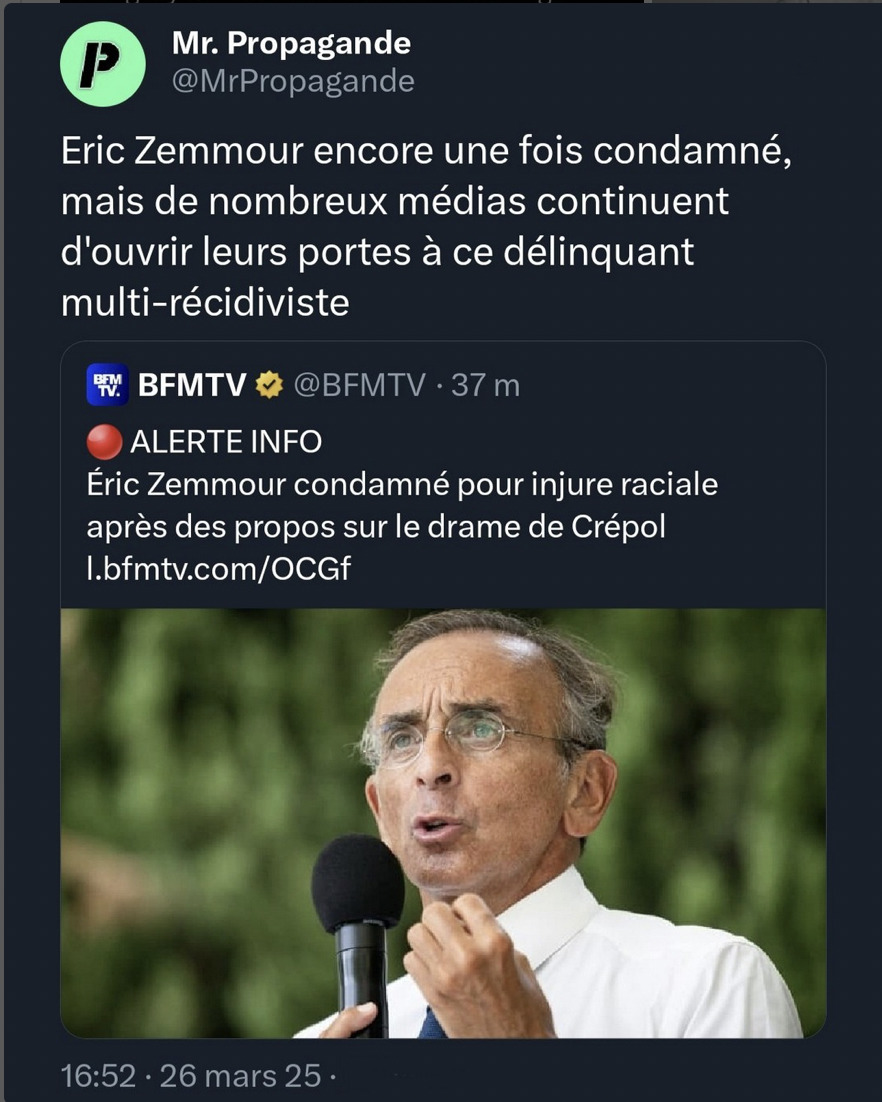 Mr. Propagande
@MrPropagande
Eric Zemmour encore une fois condamné,
mais de nombreux médias continuent
d'ouvrir leurs portes à ce délinquant
multi-récidiviste
BFM
TV.
BFMTV @BFMTV · 37 m
🔴 ALERTE INFO
Éric Zemmour condamné pour injure raciale
après des propos sur le drame de Crépol
l.bfmtv.com/OCGf
16:52 · 26 mars 25 ·